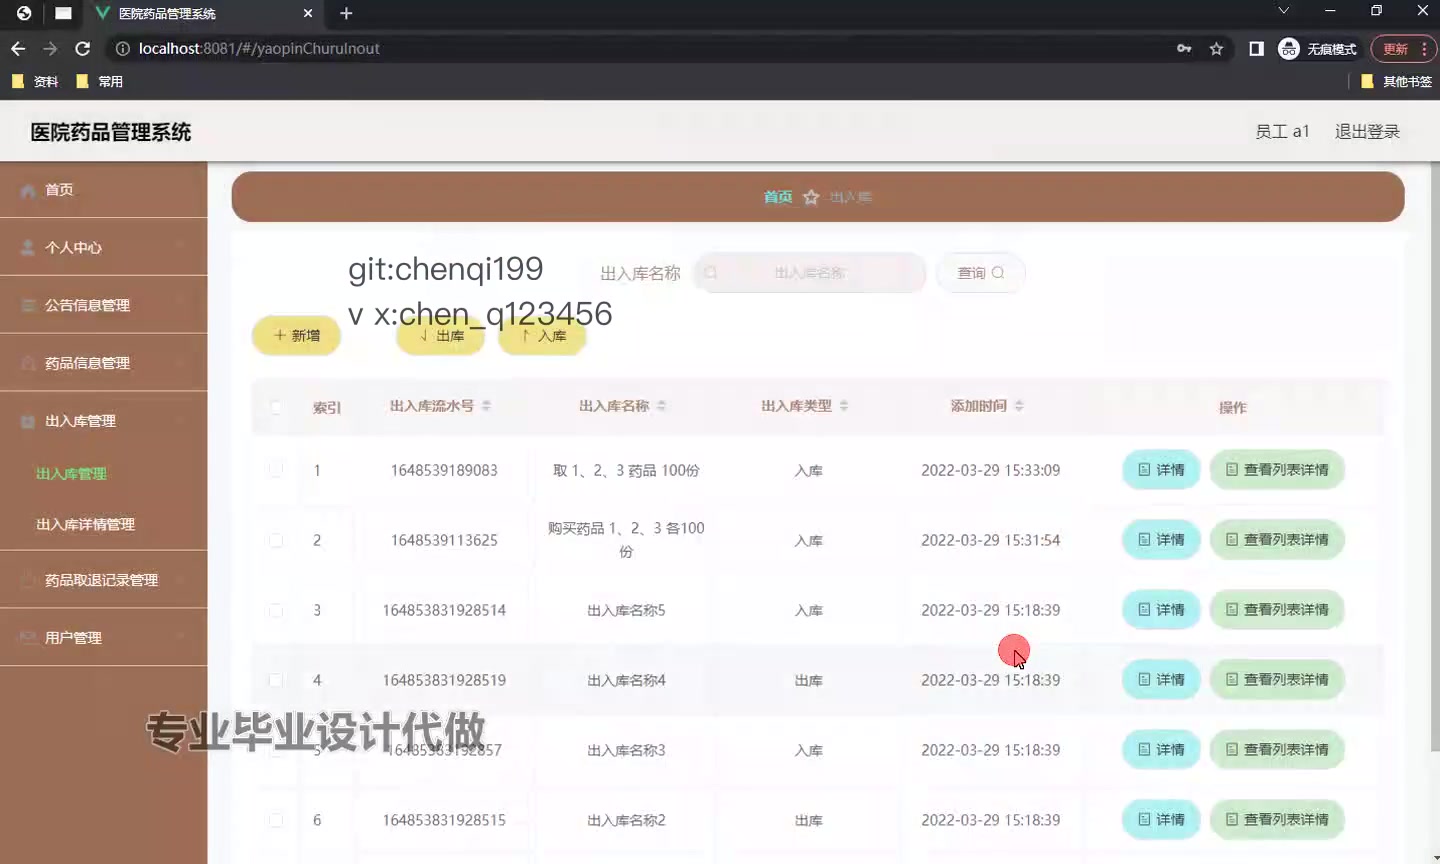 医院药品管理系统
localhost:8081/#/yaopinChuruInout
无痕模式
更新
资料
常用
其他书签
医院药品管理系统
员工 a1
退出登录
首页
个人中心
公告信息管理
药品信息管理
出入库管理
出入库管理
出入库详情管理
药品取退记录管理
用户管理
首页
出入库
git:chenqi199
v x:chen_q123456
出入库名称
出入库名称
查询
新增
出库
入库
索引 出入库流水号 出入库名称 出入库类型 添加时间 操作
1 1648539189083 取 1、2、3 药品 100份 入库 2022-03-29 15:33:09 详情 查看列表详情
2 1648539113625 购买药品 1、2、3 各100 入库 2022-03-29 15:31:54 详情 查看列表详情
份
3 164853831928514 出入库名称5 入库 2022-03-29 15:18:39 详情 查看列表详情
4 164853831928519 出入库名称4 出库 2022-03-29 15:18:39 详情 查看列表详情
专业毕业设计代做
5 16485383192857 出入库名称3 入库 2022-03-29 15:18:39 详情 查看列表详情
6 164853831928515 出入库名称2 出库 2022-03-29 15:18:39 详情 查看列表详情